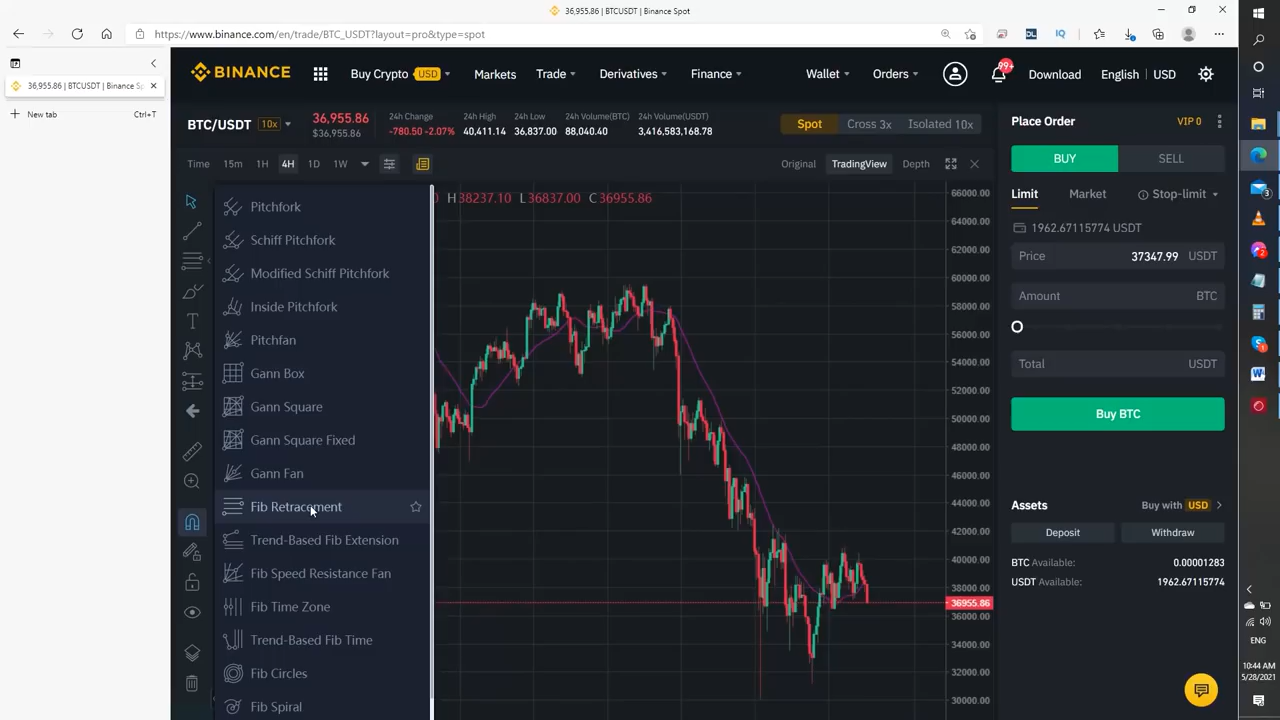 36,955.86 | BTCUSDT | Binance Spot
https://www.binance.com/en/trade/BTC_USDT?layout=pro&type=spot
DL
IQ
36,955.86 | BTCUSDT | Binance Sp
New tab
Ctrl+T
BINANCE
Buy Crypto USD
Markets
Trade
Derivatives
Finance
Wallet
Orders
99+
Download
English | USD
BTC/USDT 10x
36,955.86
$36,955.86
24h Change
-780.50 -2.07%
24h High
40,411.14
24h Low
36,837.00
24h Volume(BTC)
88,040.40
24h Volume(USDT)
3,416,583,168.78
Spot
Cross 3x
Isolated 10x
Time
15m
1H
4H
1D
1W
Original
TradingView
Depth
0 H38237.10 L36837.00 C36955.86
Pitchfork
Schiff Pitchfork
Modified Schiff Pitchfork
Inside Pitchfork
Pitchfan
Gann Box
Gann Square
Gann Square Fixed
Gann Fan
Fib Retracement
Trend-Based Fib Extension
Fib Speed Resistance Fan
Fib Time Zone
Trend-Based Fib Time
Fib Circles
Fib Spiral
66000.00
64000.00
62000.00
60000.00
58000.00
56000.00
54000.00
52000.00
50000.00
48000.00
46000.00
44000.00
42000.00
40000.00
38000.00
36955.86
36000.00
34000.00
32000.00
30000.00
Place Order
VIP 0
BUY
SELL
Limit
Market
Stop-limit
1962.67115774 USDT
Price 37347.99 USDT
Amount BTC
Total USDT
Buy BTC
Assets
Buy with USD
Deposit
Withdraw
BTC Available: 0.00001283
USDT Available: 1962.67115774
ENG
10:44 AM
5/28/2021